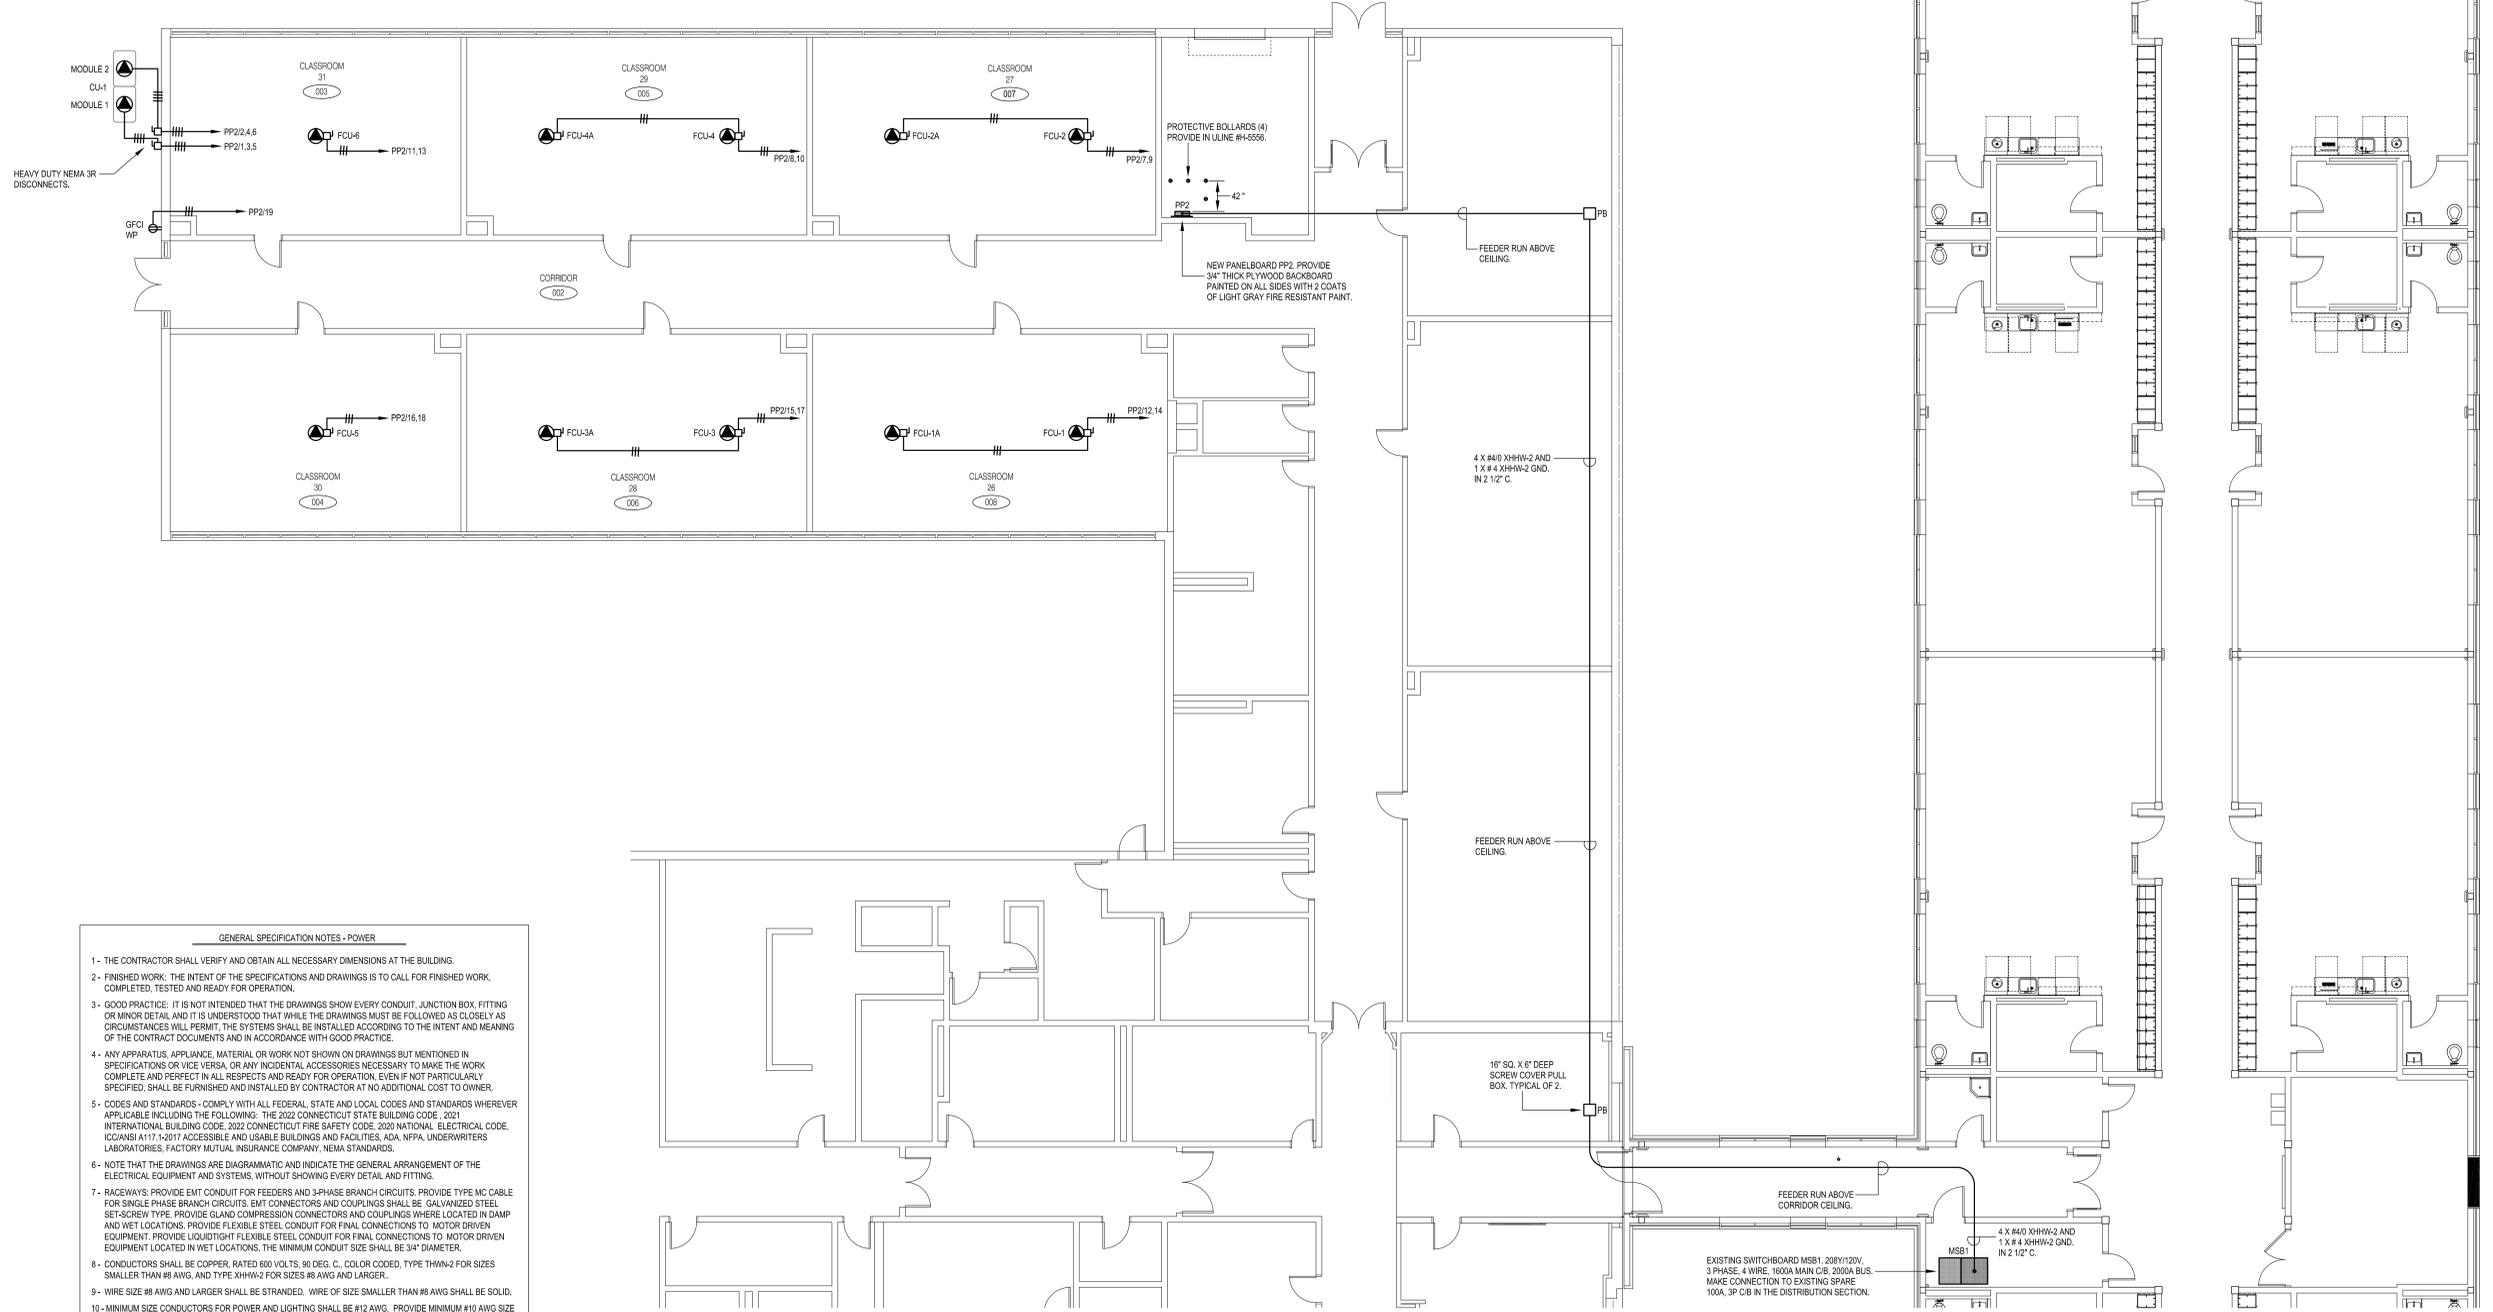 MODULE 2
CU-1
MODULE 1
HEAVY DUTY NEMA 3R
DISCONNECTS.
PP2/2,4,6
PP2/1,3,5
GFCI
WP
PP2/19
CLASSROOM
31
003
FCU-6
PP2/11,13
CLASSROOM
29
005
FCU-4A
FCU-4
PP2/8,10
CLASSROOM
27
007
FCU-2A
FCU-2
PP2/7,9
PROTECTIVE BOLLARDS (4)
PROVIDE IN ULINE #H-5556.
42 "
PP2
NEW PANELBOARD PP2. PROVIDE
3/4" THICK PLYWOOD BACKBOARD
PAINTED ON ALL SIDES WITH 2 COATS
OF LIGHT GRAY FIRE RESISTANT PAINT.
PB
FEEDER RUN ABOVE
CEILING.
CORRIDOR
002
PP2/16,18
FCU-5
CLASSROOM
30
004
FCU-3A
FCU-3
PP2/15,17
CLASSROOM
28
006
FCU-1A
FCU-1
PP2/12,14
CLASSROOM
26
008
4 X #4/0 XHHW-2 AND
1 X # 4 XHHW-2 GND.
IN 2 1/2" C.
FEEDER RUN ABOVE
CEILING.
16" SQ. X 6" DEEP
SCREW COVER PULL
BOX. TYPICAL OF 2.
PB
FEEDER RUN ABOVE
CORRIDOR CEILING.
4 X #4/0 XHHW-2 AND
1 X # 4 XHHW-2 GND.
IN 2 1/2" C.
MSB1
EXISTING SWITCHBOARD MSB1, 208Y/120V,
3 PHASE, 4 WIRE, 1600A MAIN C/B, 2000A BUS.
MAKE CONNECTION TO EXISTING SPARE
100A, 3P C/B IN THE DISTRIBUTION SECTION.
GENERAL SPECIFICATION NOTES - POWER
1 - THE CONTRACTOR SHALL VERIFY AND OBTAIN ALL NECESSARY DIMENSIONS AT THE BUILDING.
2 - FINISHED WORK: THE INTENT OF THE SPECIFICATIONS AND DRAWINGS IS TO CALL FOR FINISHED WORK,
COMPLETED, TESTED AND READY FOR OPERATION.
3 - GOOD PRACTICE: IT IS NOT INTENDED THAT THE DRAWINGS SHOW EVERY CONDUIT, JUNCTION BOX, FITTING
OR MINOR DETAIL AND IT IS UNDERSTOOD THAT WHILE THE DRAWINGS MUST BE FOLLOWED AS CLOSELY AS
CIRCUMSTANCES WILL PERMIT, THE SYSTEMS SHALL BE INSTALLED ACCORDING TO THE INTENT AND MEANING
OF THE CONTRACT DOCUMENTS AND IN ACCORDANCE WITH GOOD PRACTICE.
4 - ANY APPARATUS, APPLIANCE, MATERIAL OR WORK NOT SHOWN ON DRAWINGS BUT MENTIONED IN
SPECIFICATIONS OR VICE VERSA, OR ANY INCIDENTAL ACCESSORIES NECESSARY TO MAKE THE WORK
COMPLETE AND PERFECT IN ALL RESPECTS AND READY FOR OPERATION, EVEN IF NOT PARTICULARLY
SPECIFIED, SHALL BE FURNISHED AND INSTALLED BY CONTRACTOR AT NO ADDITIONAL COST TO OWNER.
5 - CODES AND STANDARDS - COMPLY WITH ALL FEDERAL, STATE AND LOCAL CODES AND STANDARDS WHEREVER
APPLICABLE INCLUDING THE FOLLOWING: THE 2022 CONNECTICUT STATE BUILDING CODE , 2021
INTERNATIONAL BUILDING CODE, 2022 CONNECTICUT FIRE SAFETY CODE, 2020 NATIONAL ELECTRICAL CODE,
ICC/ANSI A117.1-2017 ACCESSIBLE AND USABLE BUILDINGS AND FACILITIES, ADA, NFPA, UNDERWRITERS
LABORATORIES, FACTORY MUTUAL INSURANCE COMPANY, NEMA STANDARDS.
6 - NOTE THAT THE DRAWINGS ARE DIAGRAMMATIC AND INDICATE THE GENERAL ARRANGEMENT OF THE
ELECTRICAL EQUIPMENT AND SYSTEMS, WITHOUT SHOWING EVERY DETAIL AND FITTING.
7 - RACEWAYS: PROVIDE EMT CONDUIT FOR FEEDERS AND 3-PHASE BRANCH CIRCUITS. PROVIDE TYPE MC CABLE
FOR SINGLE PHASE BRANCH CIRCUITS. EMT CONNECTORS AND COUPLINGS SHALL BE GALVANIZED STEEL
SET-SCREW TYPE. PROVIDE GLAND COMPRESSION CONNECTORS AND COUPLINGS WHERE LOCATED IN DAMP
AND WET LOCATIONS. PROVIDE FLEXIBLE STEEL CONDUIT FOR FINAL CONNECTIONS TO MOTOR DRIVEN
EQUIPMENT. PROVIDE LIQUIDTIGHT FLEXIBLE STEEL CONDUIT FOR FINAL CONNECTIONS TO MOTOR DRIVEN
EQUIPMENT LOCATED IN WET LOCATIONS. THE MINIMUM CONDUIT SIZE SHALL BE 3/4" DIAMETER.
8 - CONDUCTORS SHALL BE COPPER, RATED 600 VOLTS, 90 DEG. C., COLOR CODED, TYPE THWN-2 FOR SIZES
SMALLER THAN #8 AWG, AND TYPE XHHW-2 FOR SIZES #8 AWG AND LARGER..
9 - WIRE SIZE #8 AWG AND LARGER SHALL BE STRANDED. WIRE OF SIZE SMALLER THAN #8 AWG SHALL BE SOLID.
10 - MINIMUM SIZE CONDUCTORS FOR POWER AND LIGHTING SHALL BE #12 AWG. PROVIDE MINIMUM #10 AWG SIZE